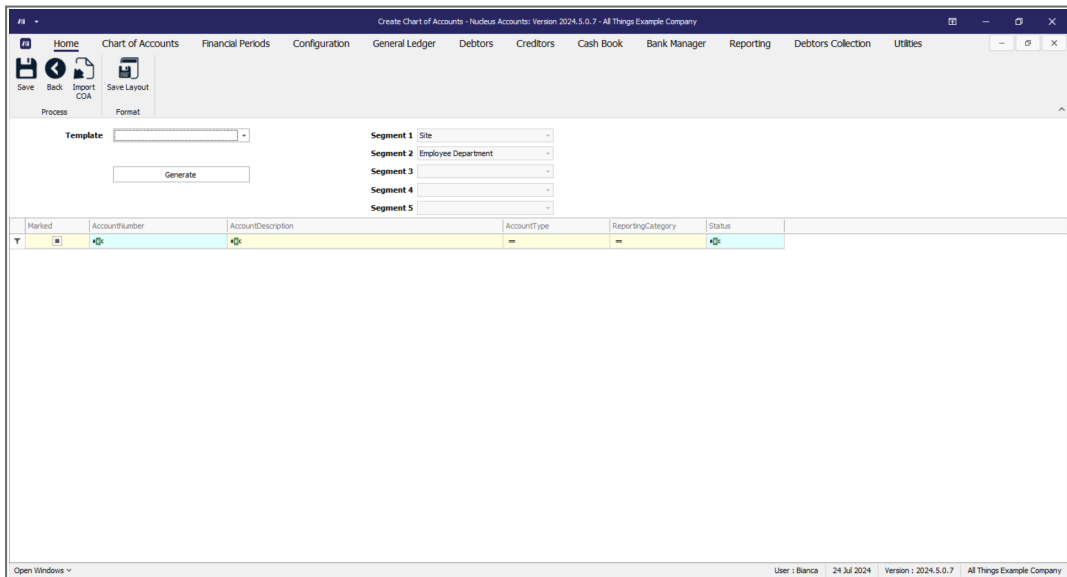 Create Chart of Accounts - Nucleus Accounts: Version 2024.5.0.7 - All Things Example Company
Home Chart of Accounts Financial Periods Configuration General Ledger Debtors Creditors Cash Book Bank Manager Reporting Debtors Collection Utilities
Save Back Import COA Save Layout
Process Format
Template Segment 1 Site
Segment 2 Employee Department
Generate Segment 3
Segment 4
Segment 5
Marked AccountNumber AccountDescription AccountType ReportingCategory Status
= =
Open Windows User : Bianca 24 Jul 2024 Version : 2024.5.0.7 All Things Example Company